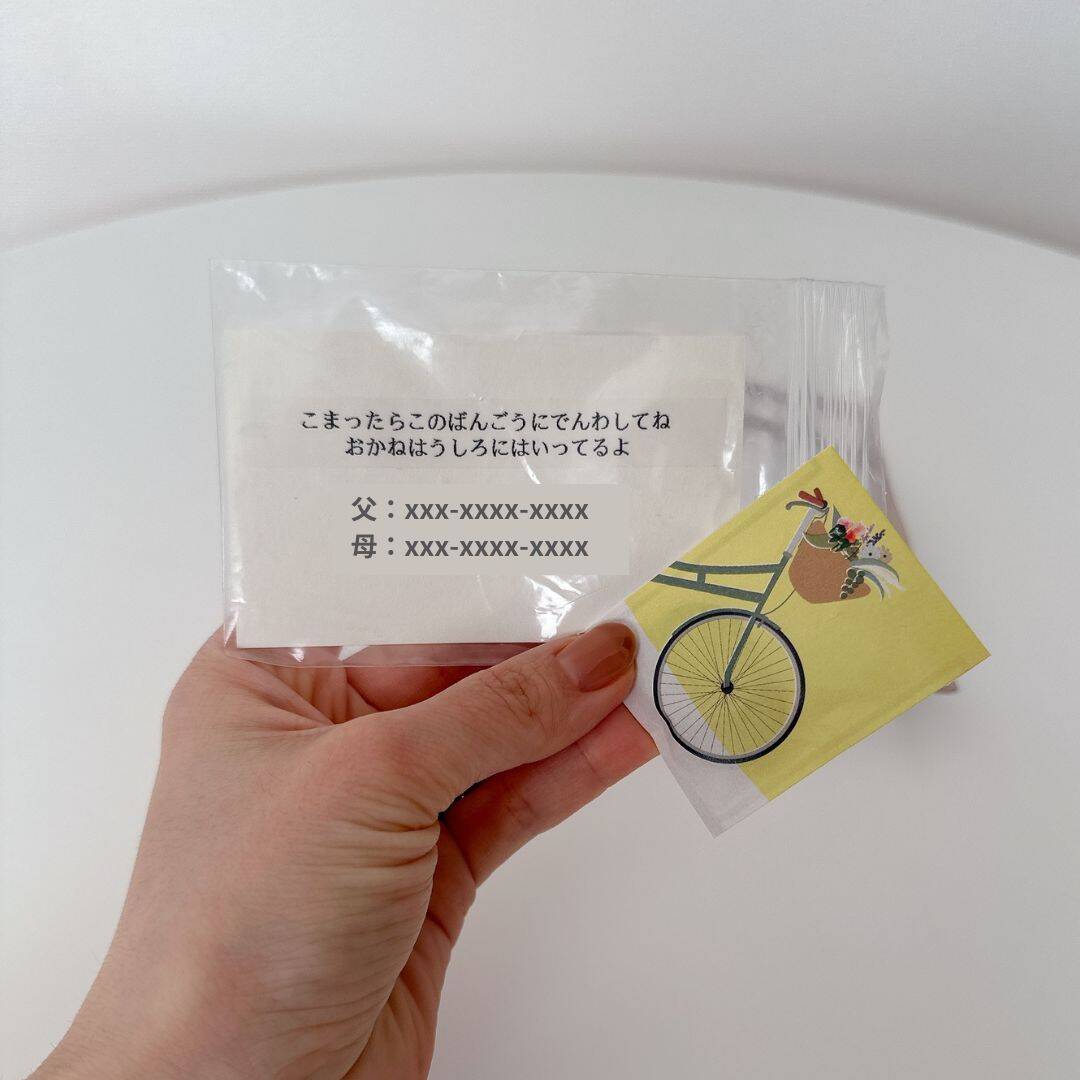 こまったらこのばんごうにでんわしてね
おかねはうしろにはいってるよ
父：xxx-xxxx-xxxx
母：xxx-xxxx-xxxx